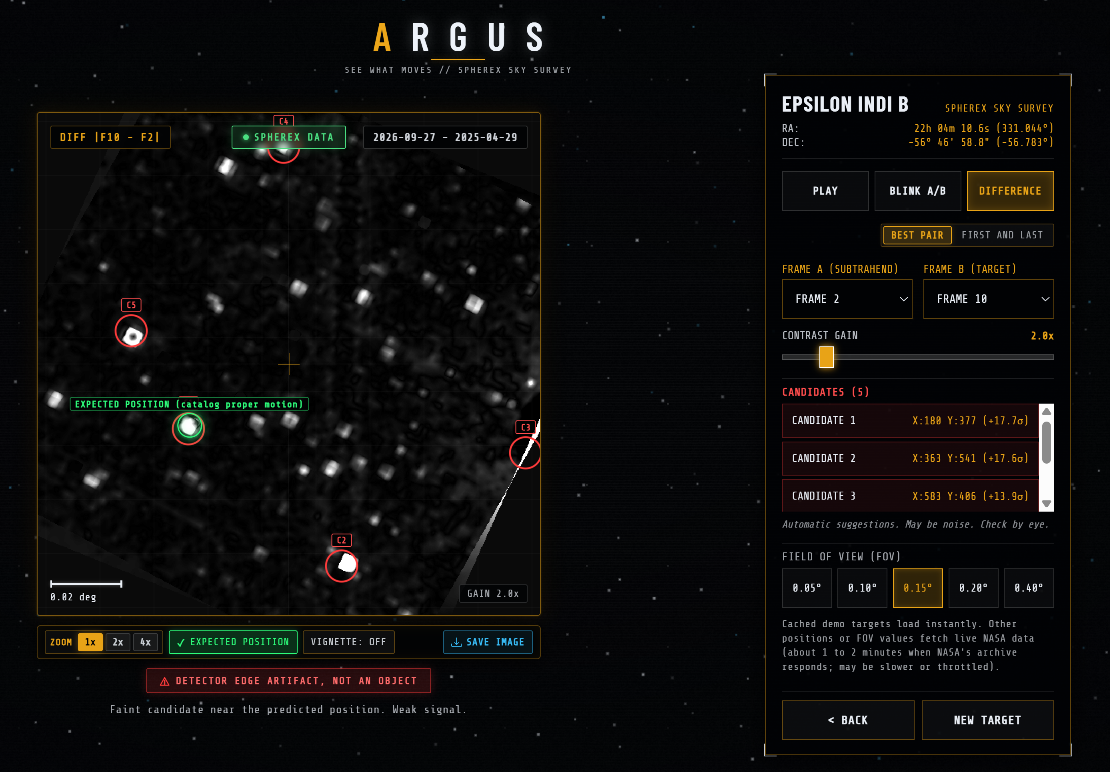 ARGUS
SEE WHAT MOVES // SPHEREX SKY SURVEY
DIFF |F10 - F2|
C4
SPHEREX DATA
2026-09-27 - 2025-04-29
C5
EXPECTED POSITION (catalog proper motion)
C3
C2
0.02 deg
GAIN 2.0x
ZOOM 1x 2x 4x
✓ EXPECTED POSITION
VIGNETTE: OFF
SAVE IMAGE
DETECTOR EDGE ARTIFACT, NOT AN OBJECT
Faint candidate near the predicted position. Weak signal.
EPSILON INDI B
SPHEREX SKY SURVEY
RA: 22h 04m 10.6s (331.044°)
DEC: -56° 46' 58.8" (-56.783°)
PLAY
BLINK A/B
DIFFERENCE
BEST PAIR
FIRST AND LAST
FRAME A (SUBTRAHEND)
FRAME B (TARGET)
FRAME 2
FRAME 10
CONTRAST GAIN 2.0x
CANDIDATES (5)
CANDIDATE 1 X:180 Y:377 (+17.7σ)
CANDIDATE 2 X:363 Y:541 (+17.6σ)
CANDIDATE 3 X:583 Y:406 (+13.9σ)
Automatic suggestions. May be noise. Check by eye.
FIELD OF VIEW (FOV)
0.05° 0.10° 0.15° 0.20° 0.40°
Cached demo targets load instantly. Other
positions or FOV values fetch live NASA data
(about 1 to 2 minutes when NASA's archive
responds; may be slower or throttled).
< BACK
NEW TARGET